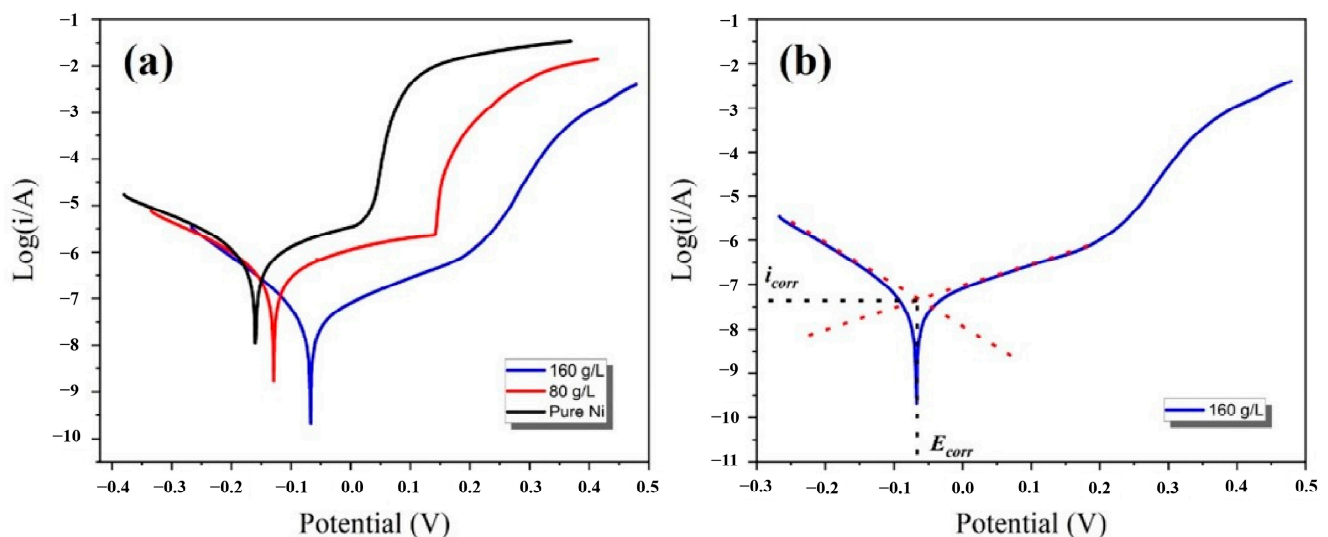 (a)
Log(i/A)
−1
−2
−3
−4
−5
−6
−7
−8
−9
−10
160 g/L
80 g/L
Pure Ni
−0.4 −0.3 −0.2 −0.1 0.0 0.1 0.2 0.3 0.4 0.5
Potential (V)
(b)
Log(i/A)
−1
−2
−3
−4
−5
−6
−7
−8
−9
−10
−11
i_corr
E_corr
160 g/L
−0.3 −0.2 −0.1 0.0 0.1 0.2 0.3 0.4 0.5
Potential (V)